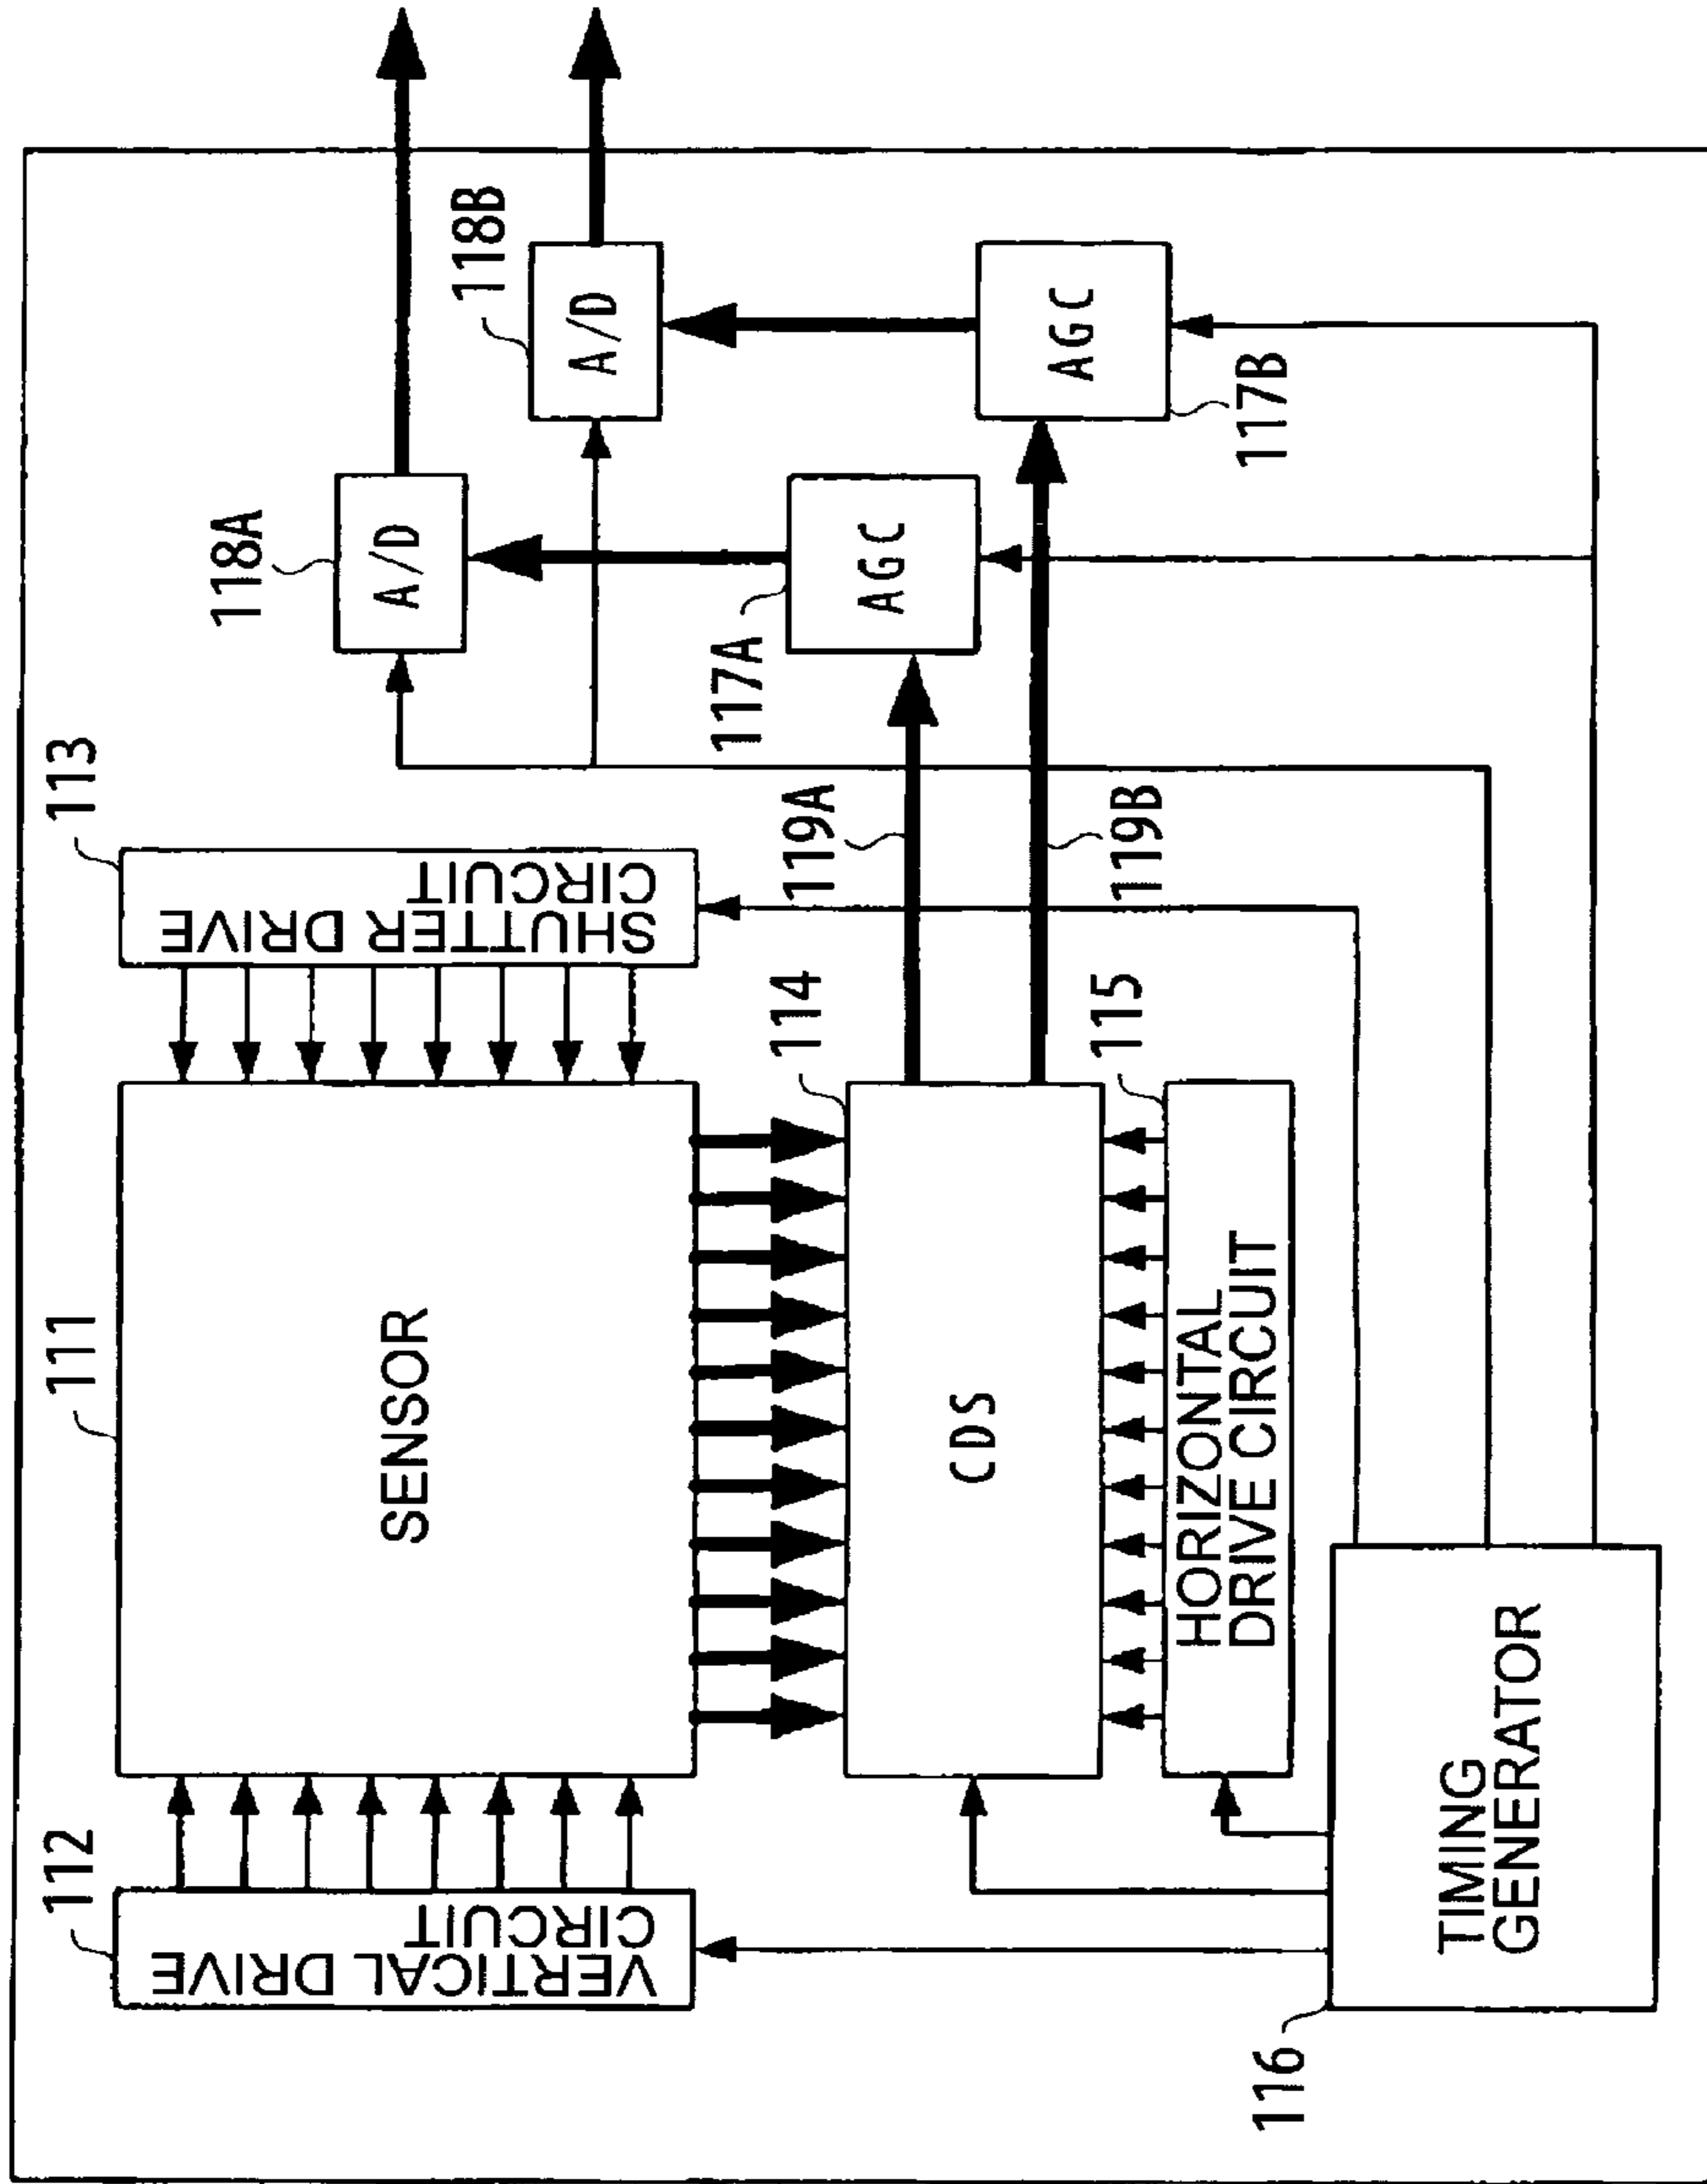 111
SENSOR
112
VERTICAL DRIVE
CIRCUIT
113
SHUTTER DRIVE
CIRCUIT
114
CDS
115
HORIZONTAL
DRIVE CIRCUIT
116
TIMING
GENERATOR
119A
119B
117A
AGC
117B
AGC
118A
A/D
118B
A/D